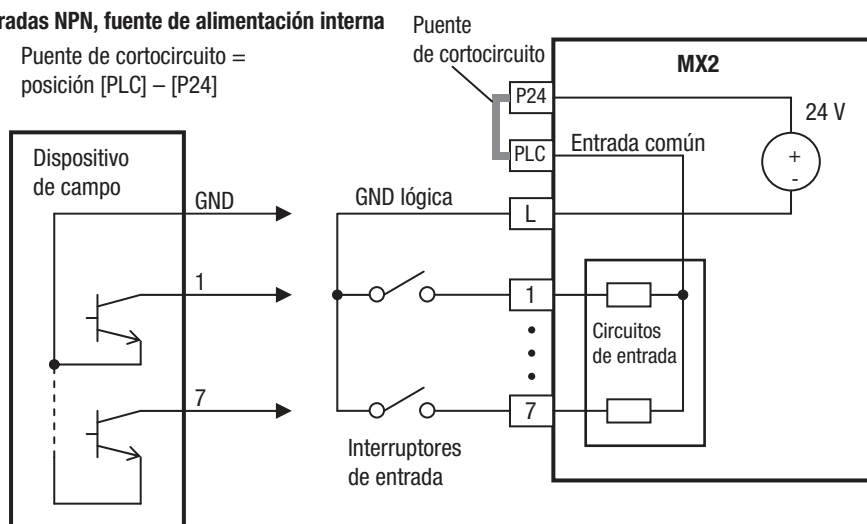 radas NPN, fuente de alimentación interna
Puente de cortocircuito =
posición [PLC] – [P24]
Puente
de cortocircuito
MX2
P24
24 V
PLC
Entrada común
+
-
Dispositivo
de campo
GND
GND lógica
L
1
1
Circuitos
de entrada
7
7
Interruptores
de entrada